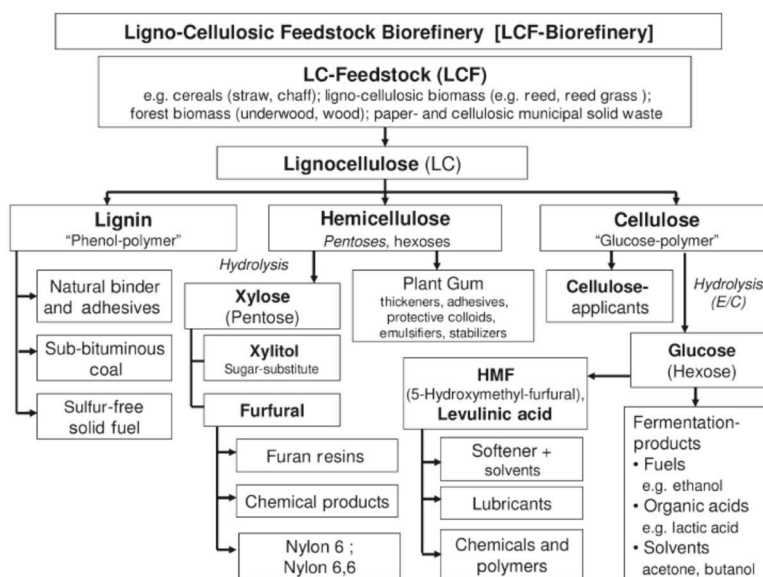 Ligno-Cellulosic Feedstock Biorefinery [LCF-Biorefinery]
LC-Feedstock (LCF)
e.g. cereals (straw, chaff); ligno-cellulosic biomass (e.g. reed, reed grass );
forest biomass (underwood, wood); paper- and cellulosic municipal solid waste
Lignocellulose (LC)
Lignin
"Phenol-polymer"
Hemicellulose
Pentoses, hexoses
Cellulose
"Glucose-polymer"
Natural binder
and adhesives
Sub-bituminous
coal
Sulfur-free
solid fuel
Hydrolysis
Xylose
(Pentose)
Xylitol
Sugar-substitute
Furfural
Furan resins
Chemical products
Nylon 6 ;
Nylon 6,6
Plant Gum
thickeners, adhesives,
protective colloids,
emulsifiers, stabilizers
Cellulose-
applicants
Hydrolysis
(E/C)
Glucose
(Hexose)
HMF
(5-Hydroxymethyl-furfural),
Levulinic acid
Softener +
solvents
Lubricants
Chemicals and
polymers
Fermentation-
products
• Fuels
e.g. ethanol
• Organic acids
e.g. lactic acid
• Solvents
acetone, butanol